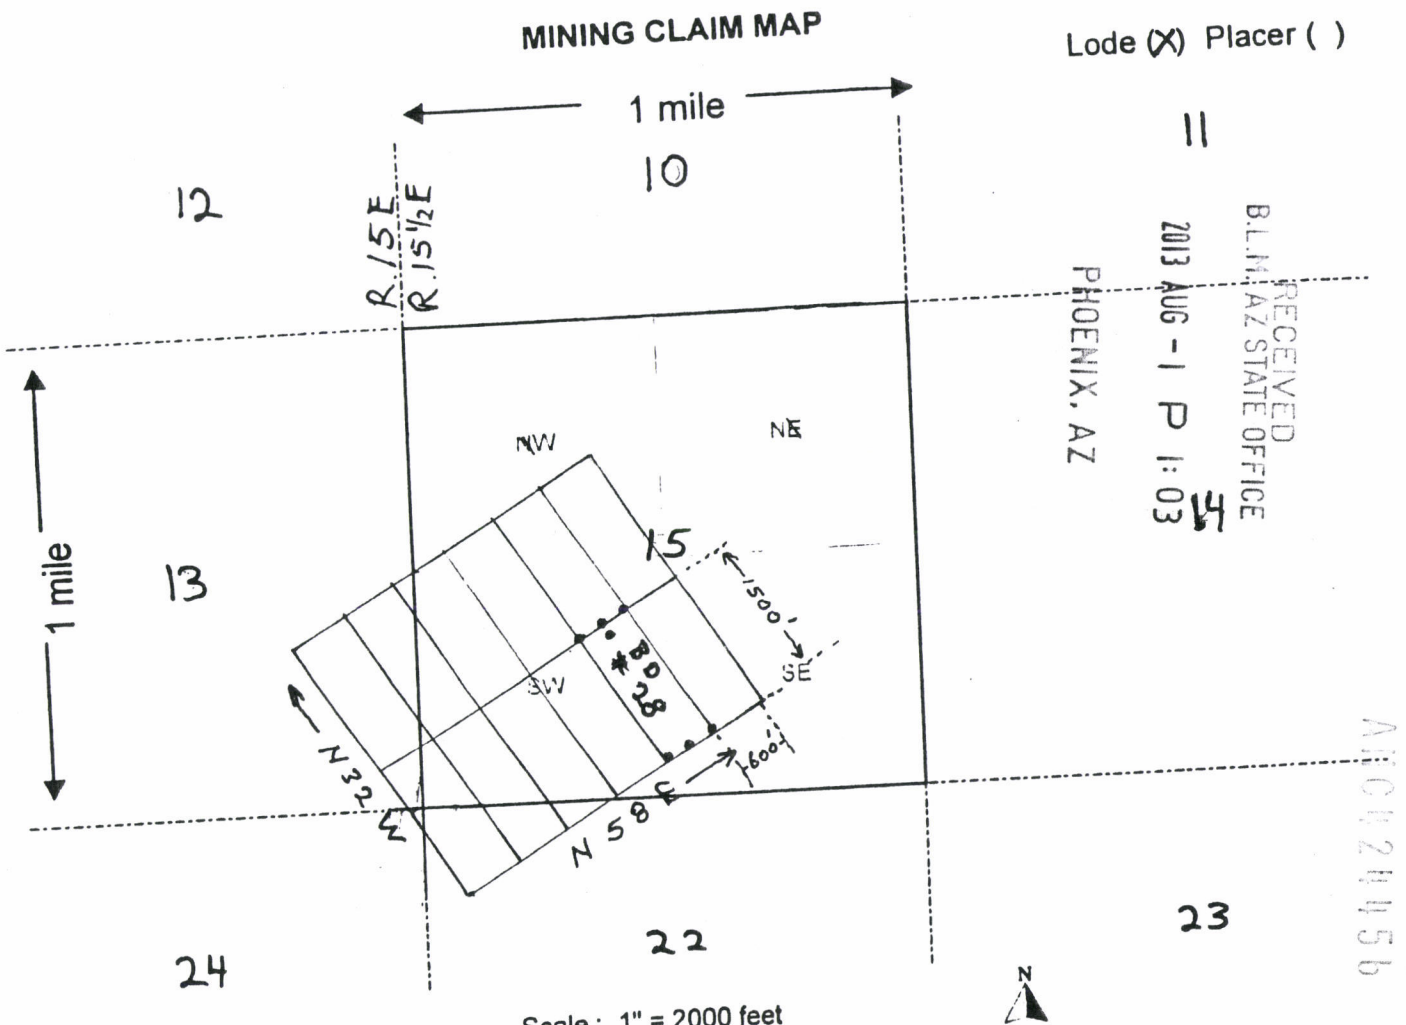 MINING CLAIM MAP
Lode (X) Placer ( )
1 mile
10
11
12
R.15E
R.15½E
RECEIVED
B.L.M. AZ STATE OFFICE
2013 AUG -1 P 1:03
PHOENIX, AZ
NW
NE
14
15
13
1 mile
1500'
BD
#28
SW
SE
N 32 W
N 58 E
600'
24
22
23
N
Scale : 1" = 2000 feet